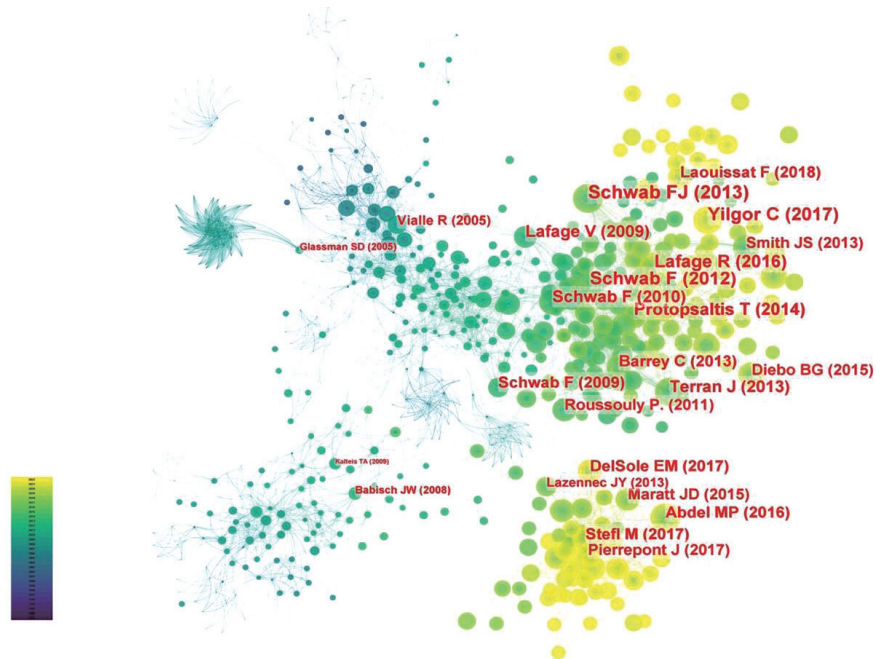 Laouissat F (2018)
Schwab FJ (2013)
Yilgor C (2017)
Vialle R (2005)
Lafage V (2009)
Smith JS (2013)
Glassman SD (2005)
Lafage R (2016)
Schwab F (2012)
Schwab F (2010)
Protopsaltis T (2014)
Barrey C (2013)
Diebo BG (2015)
Schwab F (2009)
Terran J (2013)
Roussouly P. (2011)
Kalteis TA (2009)
DelSole EM (2017)
Lazennec JY (2013)
Babisch JW (2008)
Maratt JD (2015)
Abdel MP (2016)
Stefl M (2017)
Pierrepont J (2017)